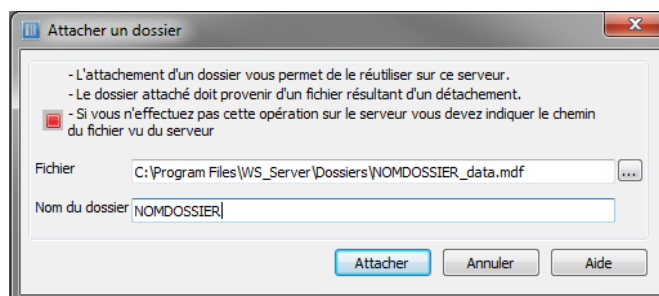 Attacher un dossier
- L'attachement d'un dossier vous permet de le réutiliser sur ce serveur.
- Le dossier attaché doit provenir d'un fichier résultant d'un détachement.
- Si vous n'effectuez pas cette opération sur le serveur vous devez indiquer le chemin
du fichier vu du serveur
Fichier C:\Program Files\WS_Server\Dossiers\NOMDOSSIER_data.mdf ...
Nom du dossier NOMDOSSIER
Attacher Annuler Aide